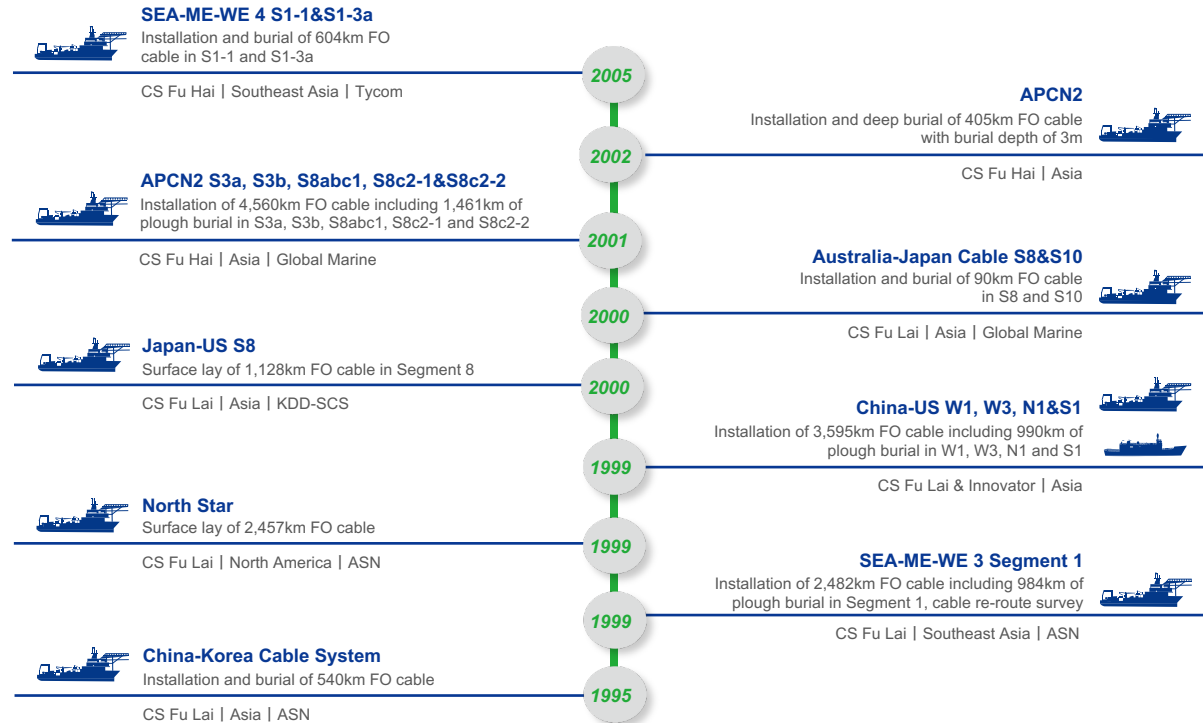 SEA-ME-WE 4 S1-1&S1-3a
Installation and burial of 604km FO
cable in S1-1 and S1-3a
CS Fu Hai | Southeast Asia | Tycom
2005
APCN2
Installation and deep burial of 405km FO cable
with burial depth of 3m
CS Fu Hai | Asia
2002
APCN2 S3a, S3b, S8abc1, S8c2-1&S8c2-2
Installation of 4,560km FO cable including 1,461km of
plough burial in S3a, S3b, S8abc1, S8c2-1 and S8c2-2
CS Fu Hai | Asia | Global Marine
2001
Australia-Japan Cable S8&S10
Installation and burial of 90km FO cable
in S8 and S10
CS Fu Lai | Asia | Global Marine
2000
Japan-US S8
Surface lay of 1,128km FO cable in Segment 8
CS Fu Lai | Asia | KDD-SCS
2000
China-US W1, W3, N1&S1
Installation of 3,595km FO cable including 990km of
plough burial in W1, W3, N1 and S1
CS Fu Lai & Innovator | Asia
1999
North Star
Surface lay of 2,457km FO cable
CS Fu Lai | North America | ASN
1999
SEA-ME-WE 3 Segment 1
Installation of 2,482km FO cable including 984km of
plough burial in Segment 1, cable re-route survey
CS Fu Lai | Southeast Asia | ASN
1999
China-Korea Cable System
Installation and burial of 540km FO cable
CS Fu Lai | Asia | ASN
1995